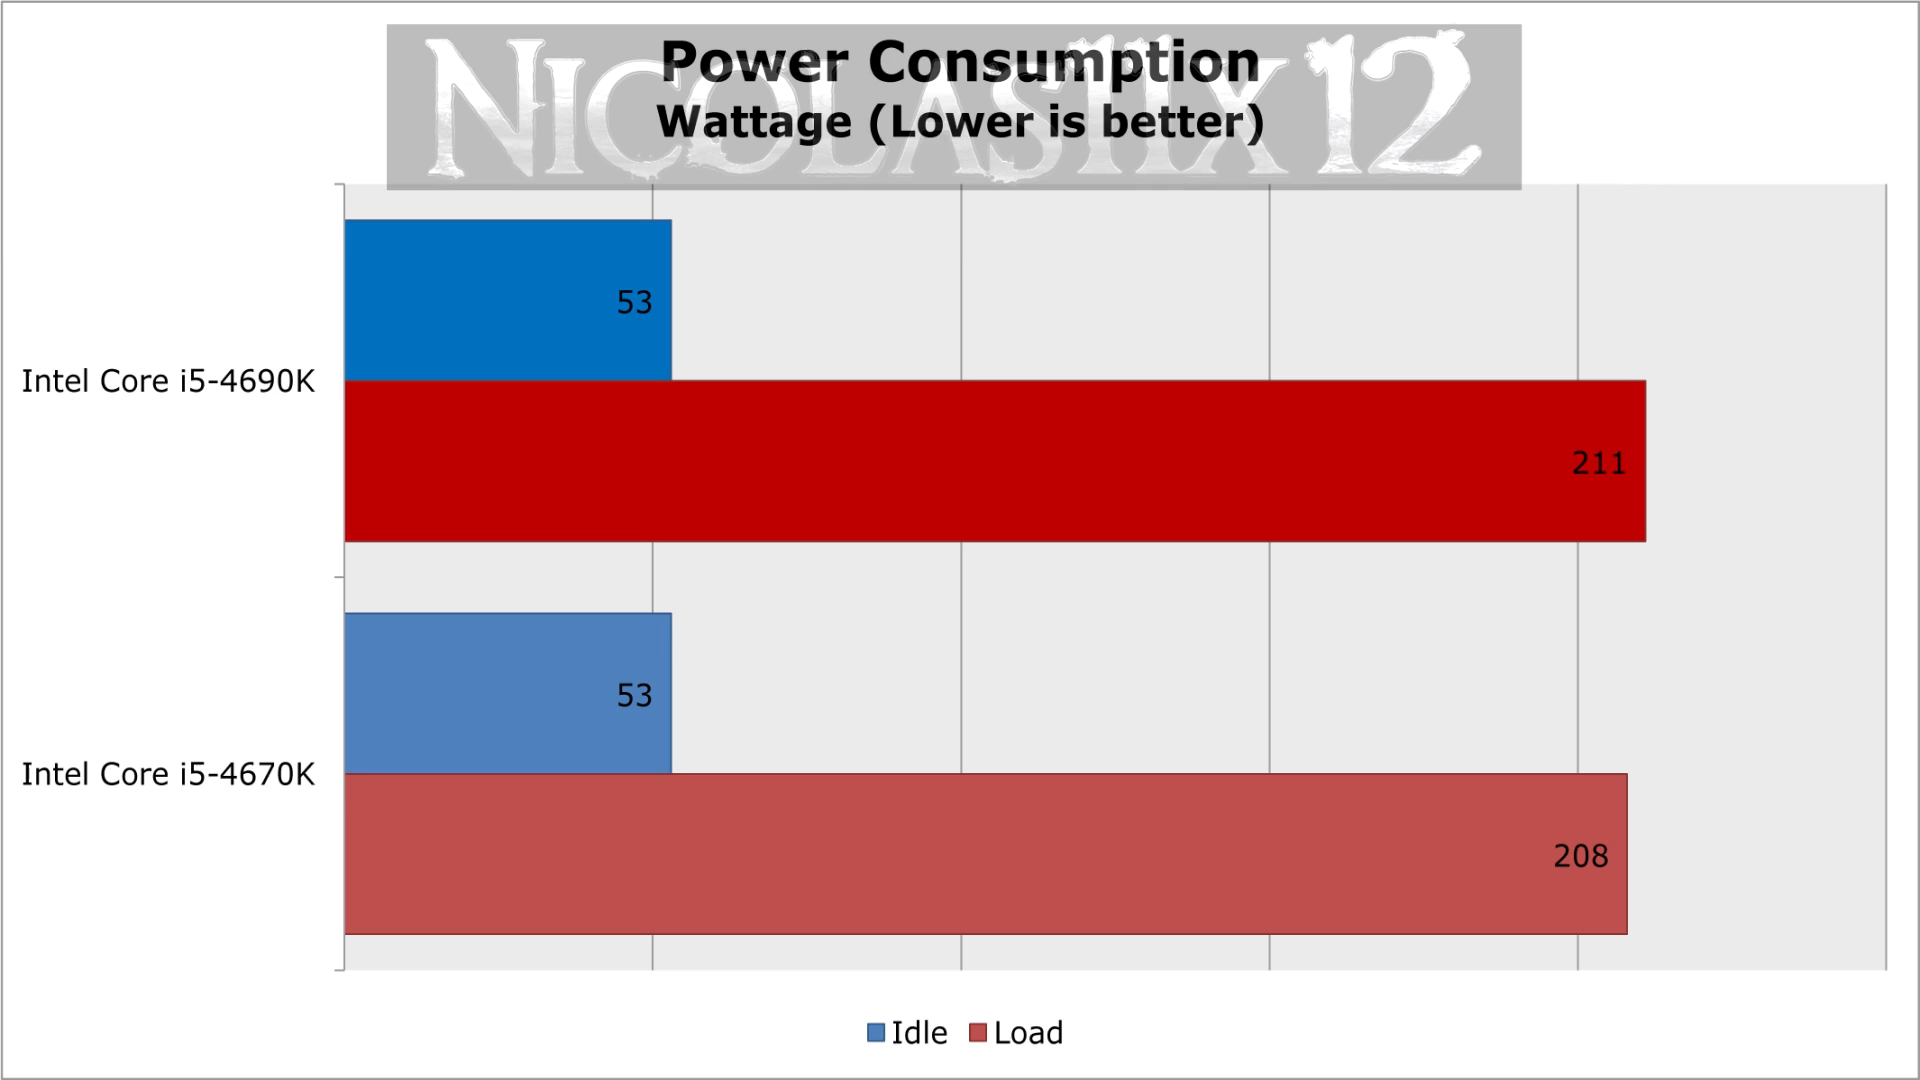 NICOLAS11X12
Power Consumption
Wattage (Lower is better)
53
Intel Core i5-4690K
211
53
Intel Core i5-4670K
208
Idle
Load